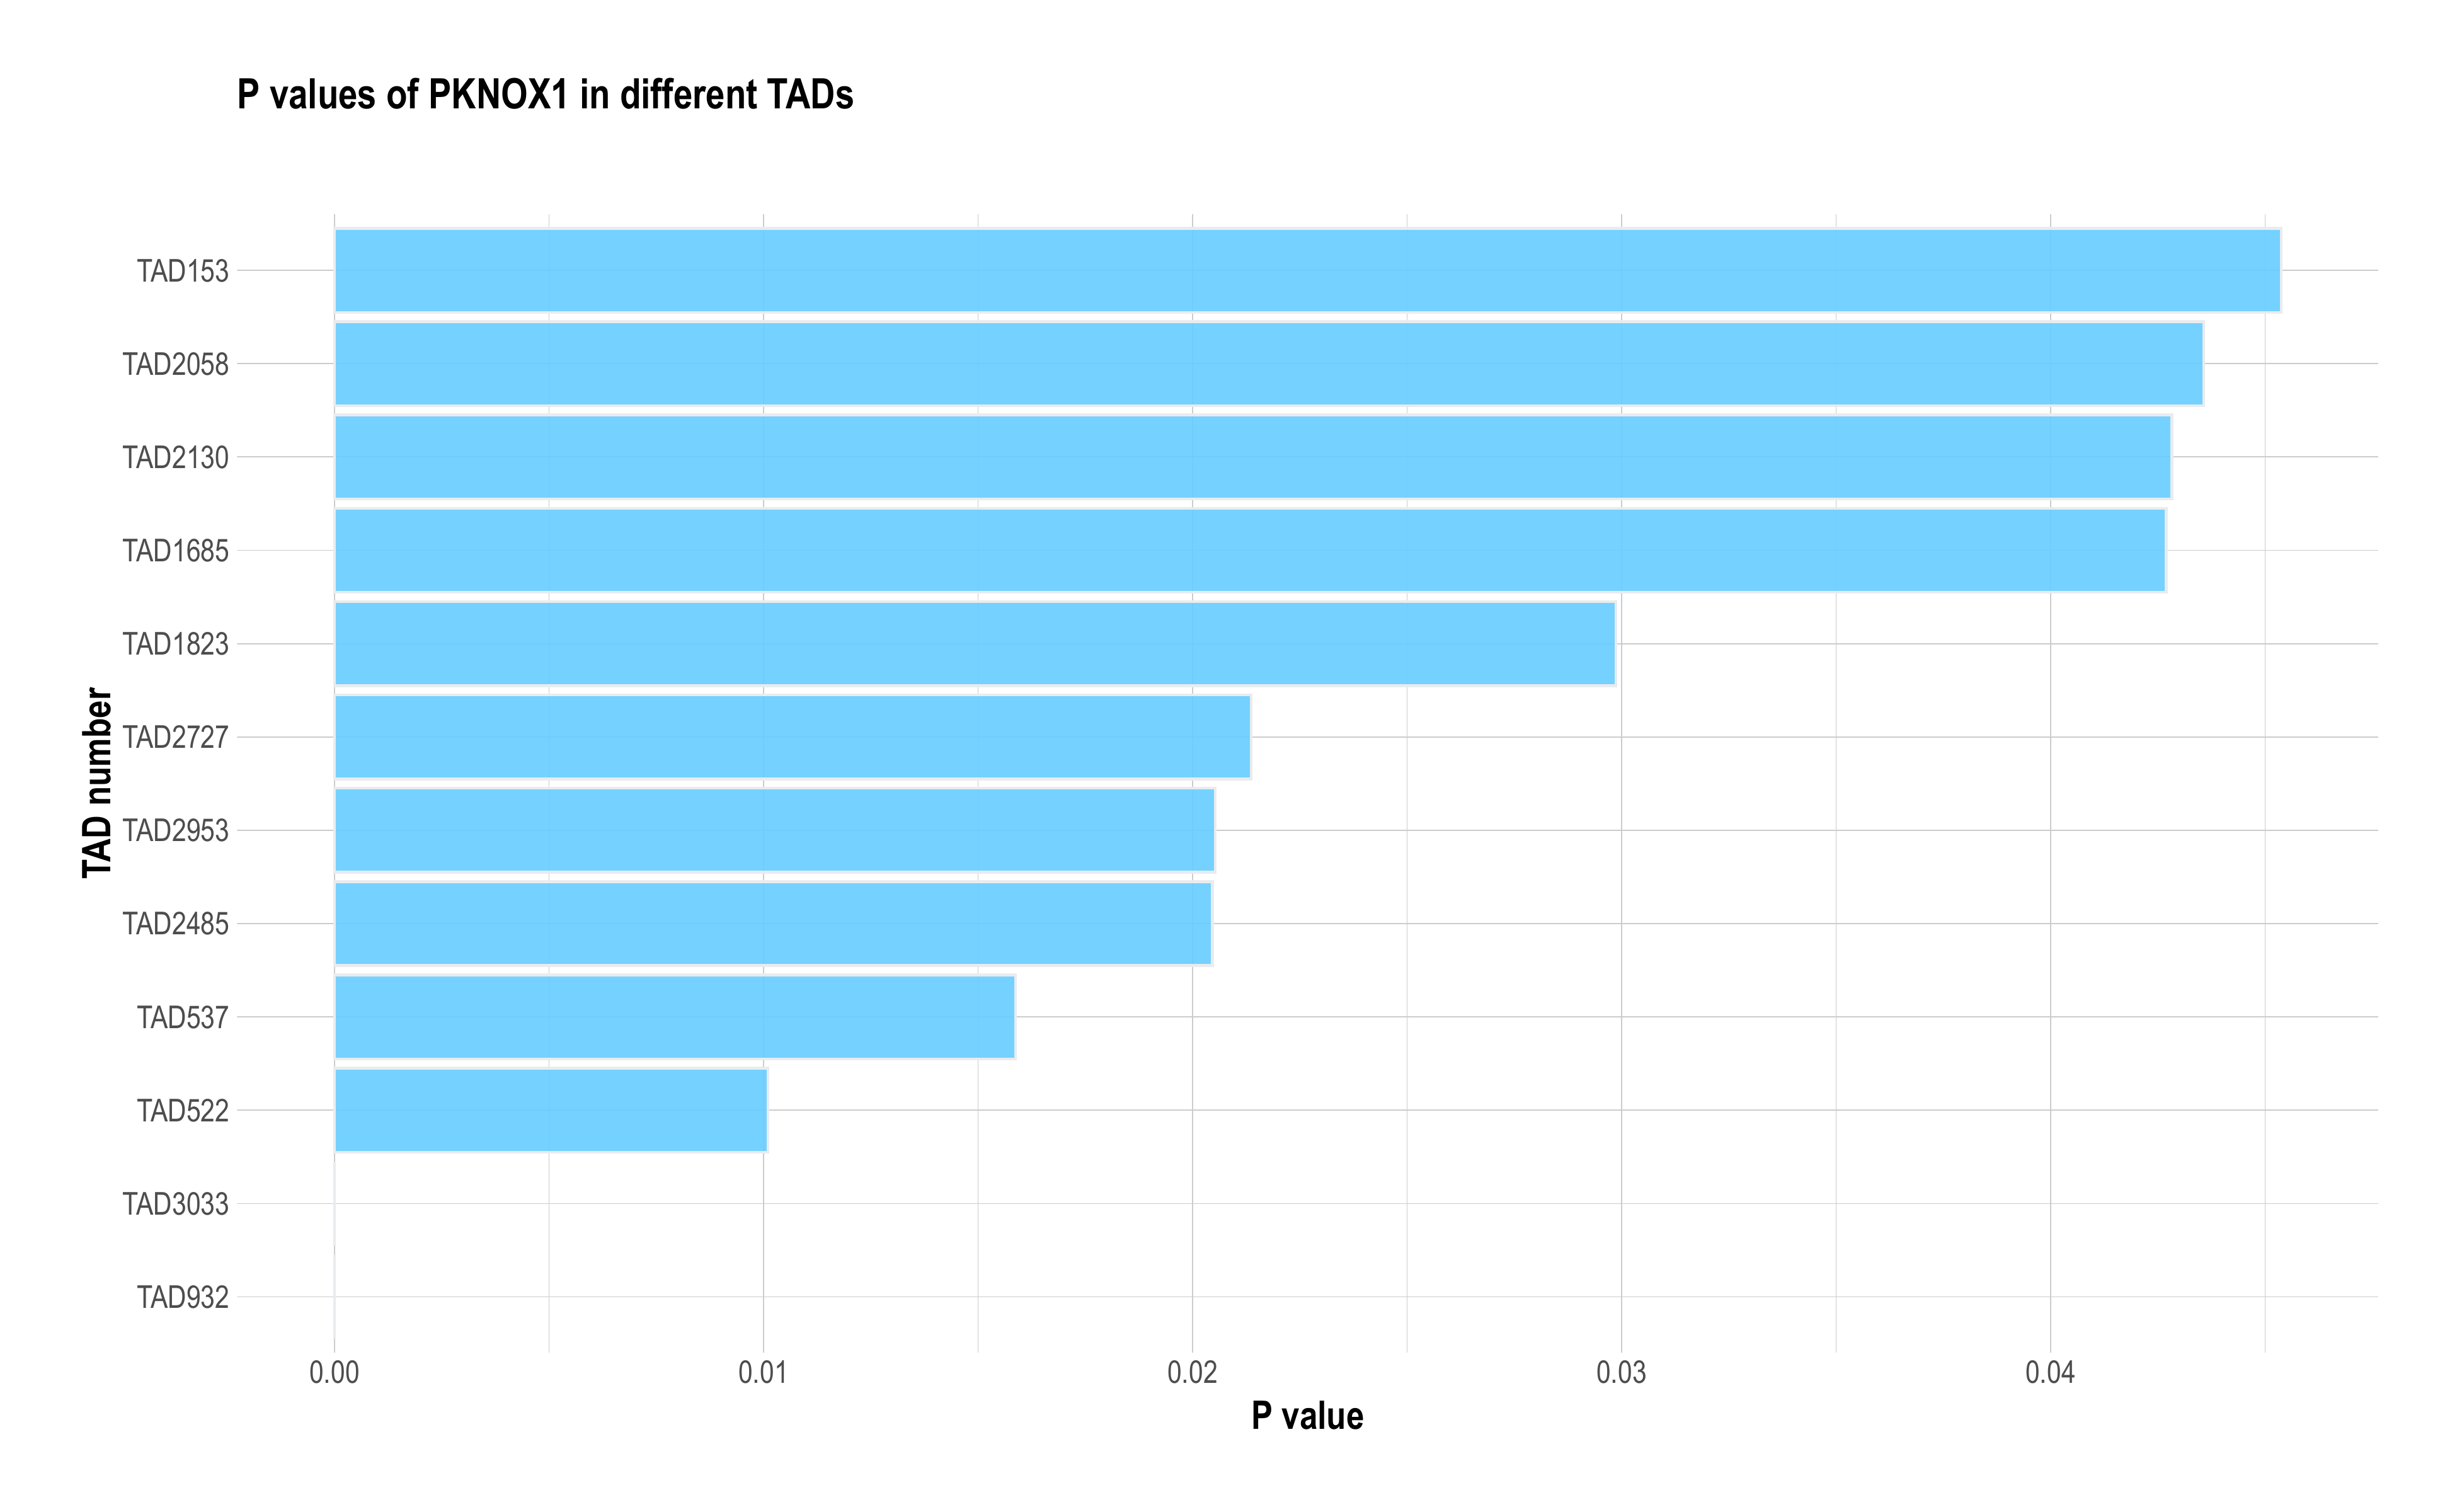 P values of PKNOX1 in different TADs
TAD number
TAD153
TAD2058
TAD2130
TAD1685
TAD1823
TAD2727
TAD2953
TAD2485
TAD537
TAD522
TAD3033
TAD932
0.00 0.01 0.02 0.03 0.04
P value